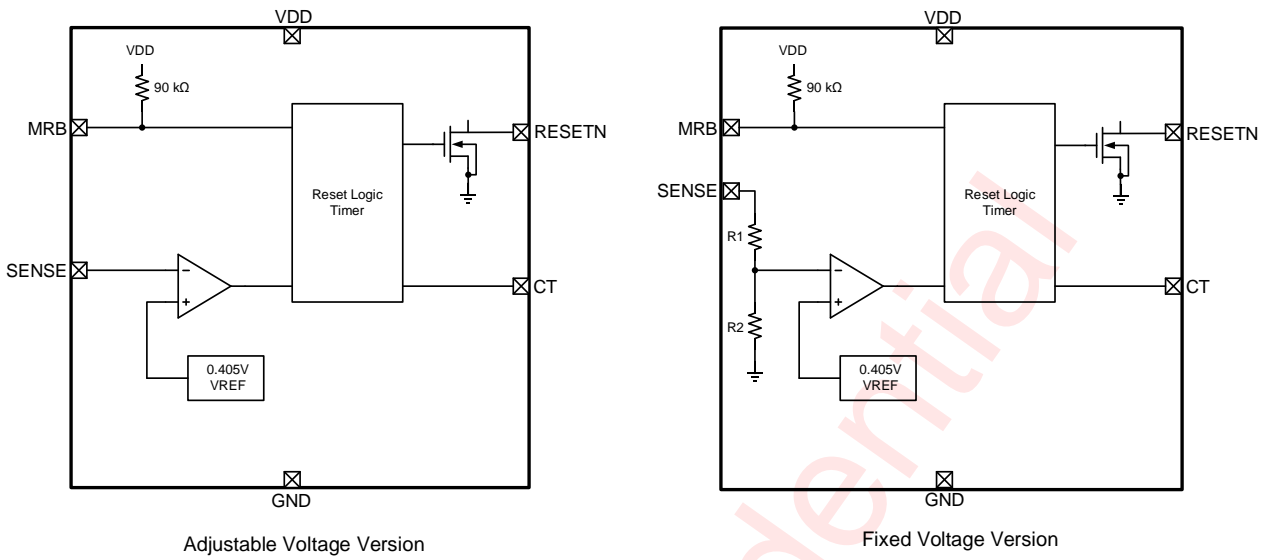 VDD
VDD
90 kΩ
MRB
RESETN
Reset Logic
Timer
SENSE
CT
0.405V
VREF
GND
Adjustable Voltage Version
VDD
VDD
90 kΩ
MRB
RESETN
SENSE
Reset Logic
Timer
R1
CT
R2
0.405V
VREF
GND
Fixed Voltage Version
dential